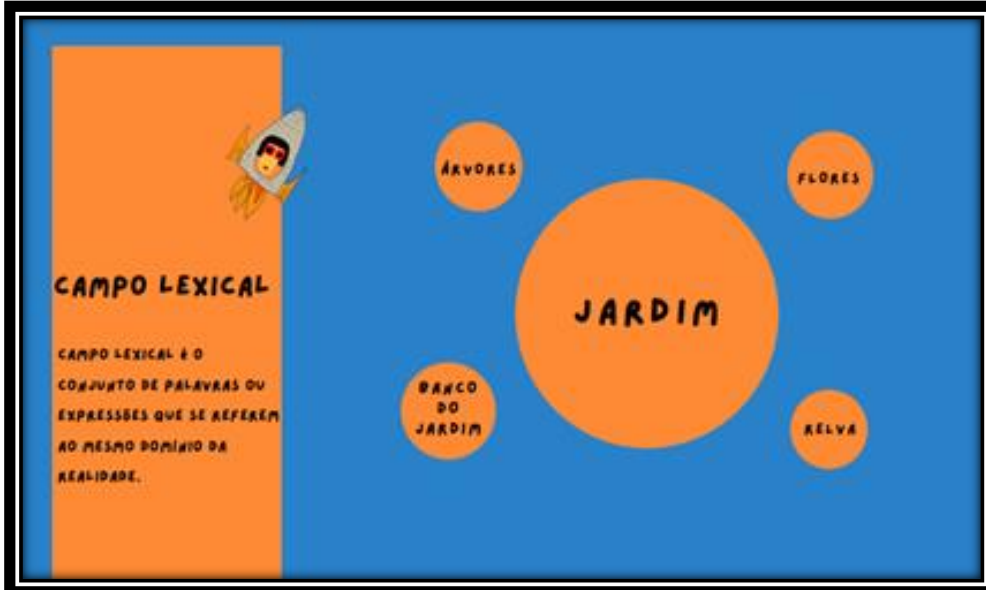 CAMPO LEXICAL
CAMPO LEXICAL É O
CONJUNTO DE PALAVRAS OU
EXPRESSÕES QUE SE REFEREM
AO MESMO DOMÍNIO DA
REALIDADE.
ÁRVORES
FLORES
JARDIM
BANCO
DO
JARDIM
RELVA